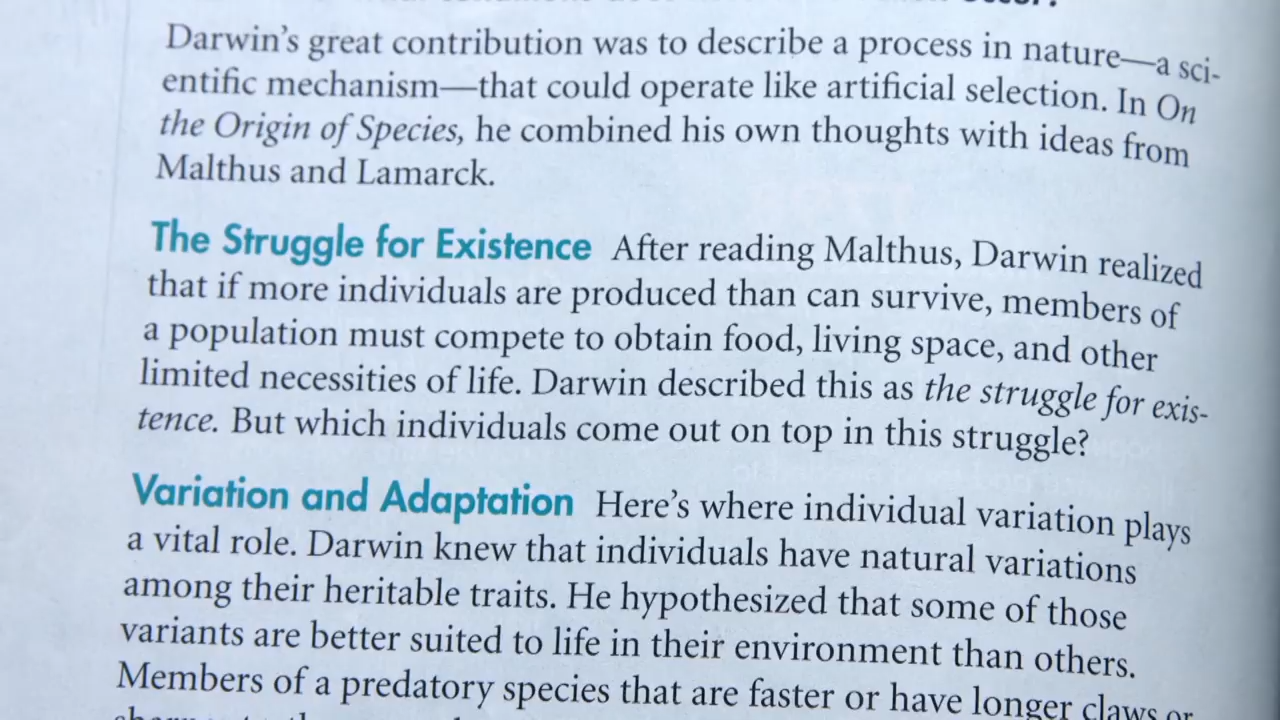 Darwin's great contribution was to describe a process in nature—a sci-
entific mechanism—that could operate like artificial selection. In On
the Origin of Species, he combined his own thoughts with ideas from
Malthus and Lamarck.
The Struggle for Existence After reading Malthus, Darwin realized
that if more individuals are produced than can survive, members of
a population must compete to obtain food, living space, and other
limited necessities of life. Darwin described this as the struggle for exis-
tence. But which individuals come out on top in this struggle?
Variation and Adaptation Here's where individual variation plays
a vital role. Darwin knew that individuals have natural variations
among their heritable traits. He hypothesized that some of those
variants are better suited to life in their environment than others.
Members of a predatory species that are faster or have longer claws or